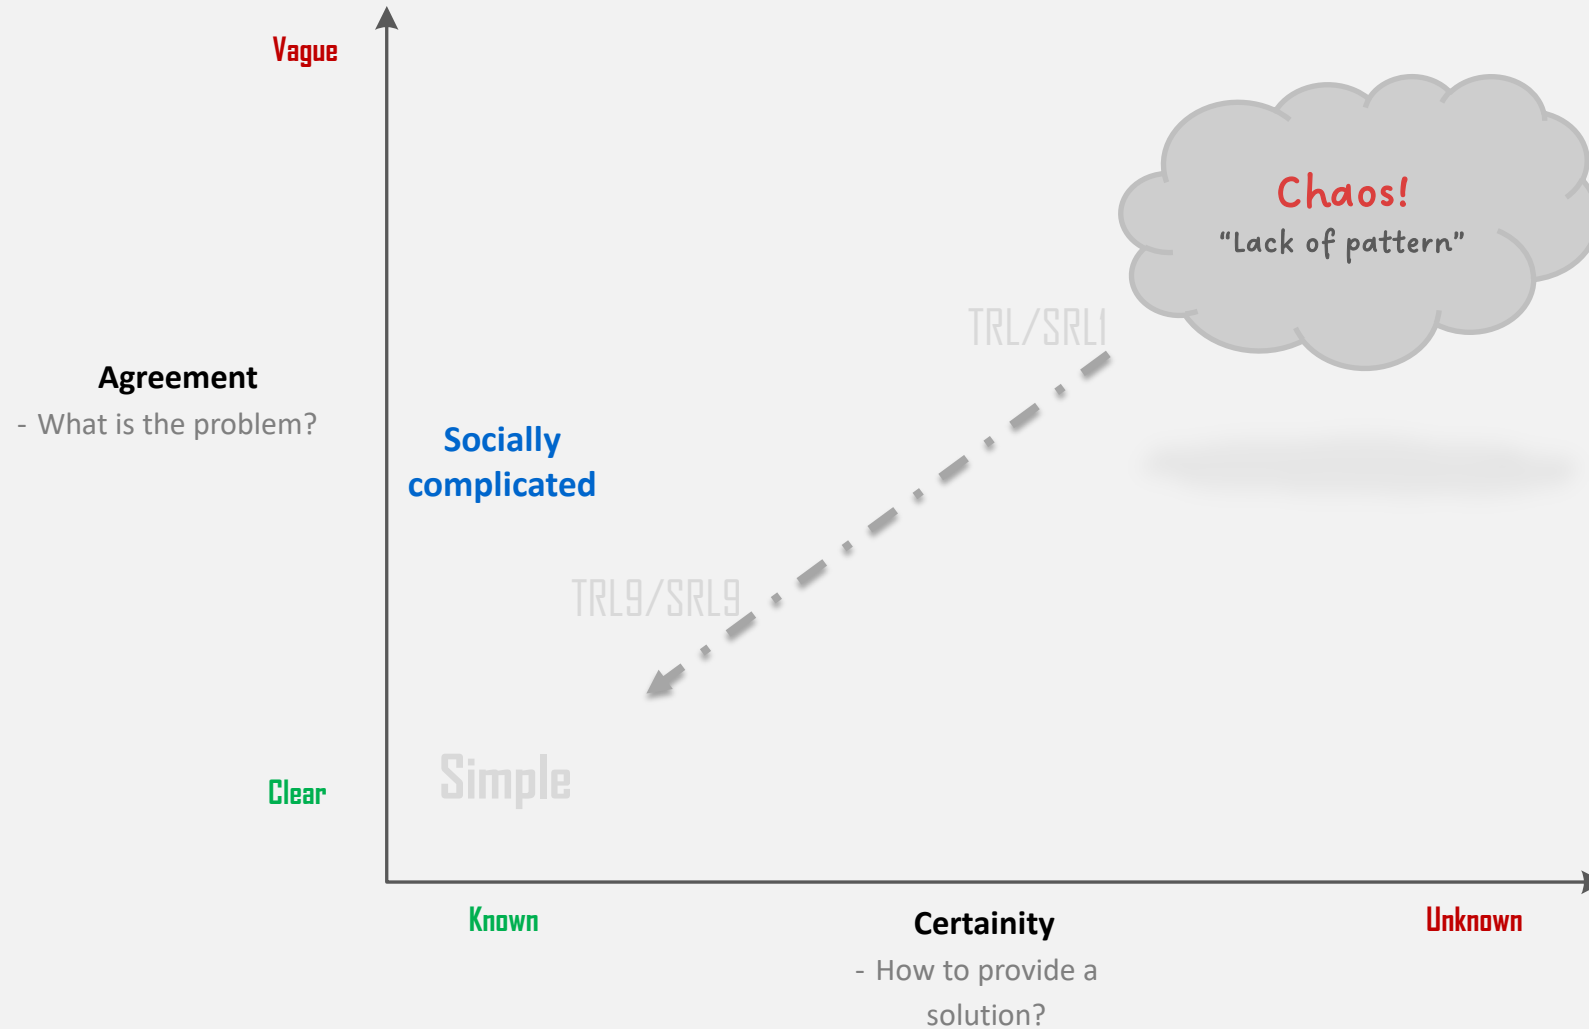 Vague
Chaos!
“Lack of pattern”
TRL/SRL1
Agreement
- What is the problem?
Socially
complicated
TRL9/SRL9
Simple
Clear
Known
Certainity
Unknown
- How to provide a
solution?